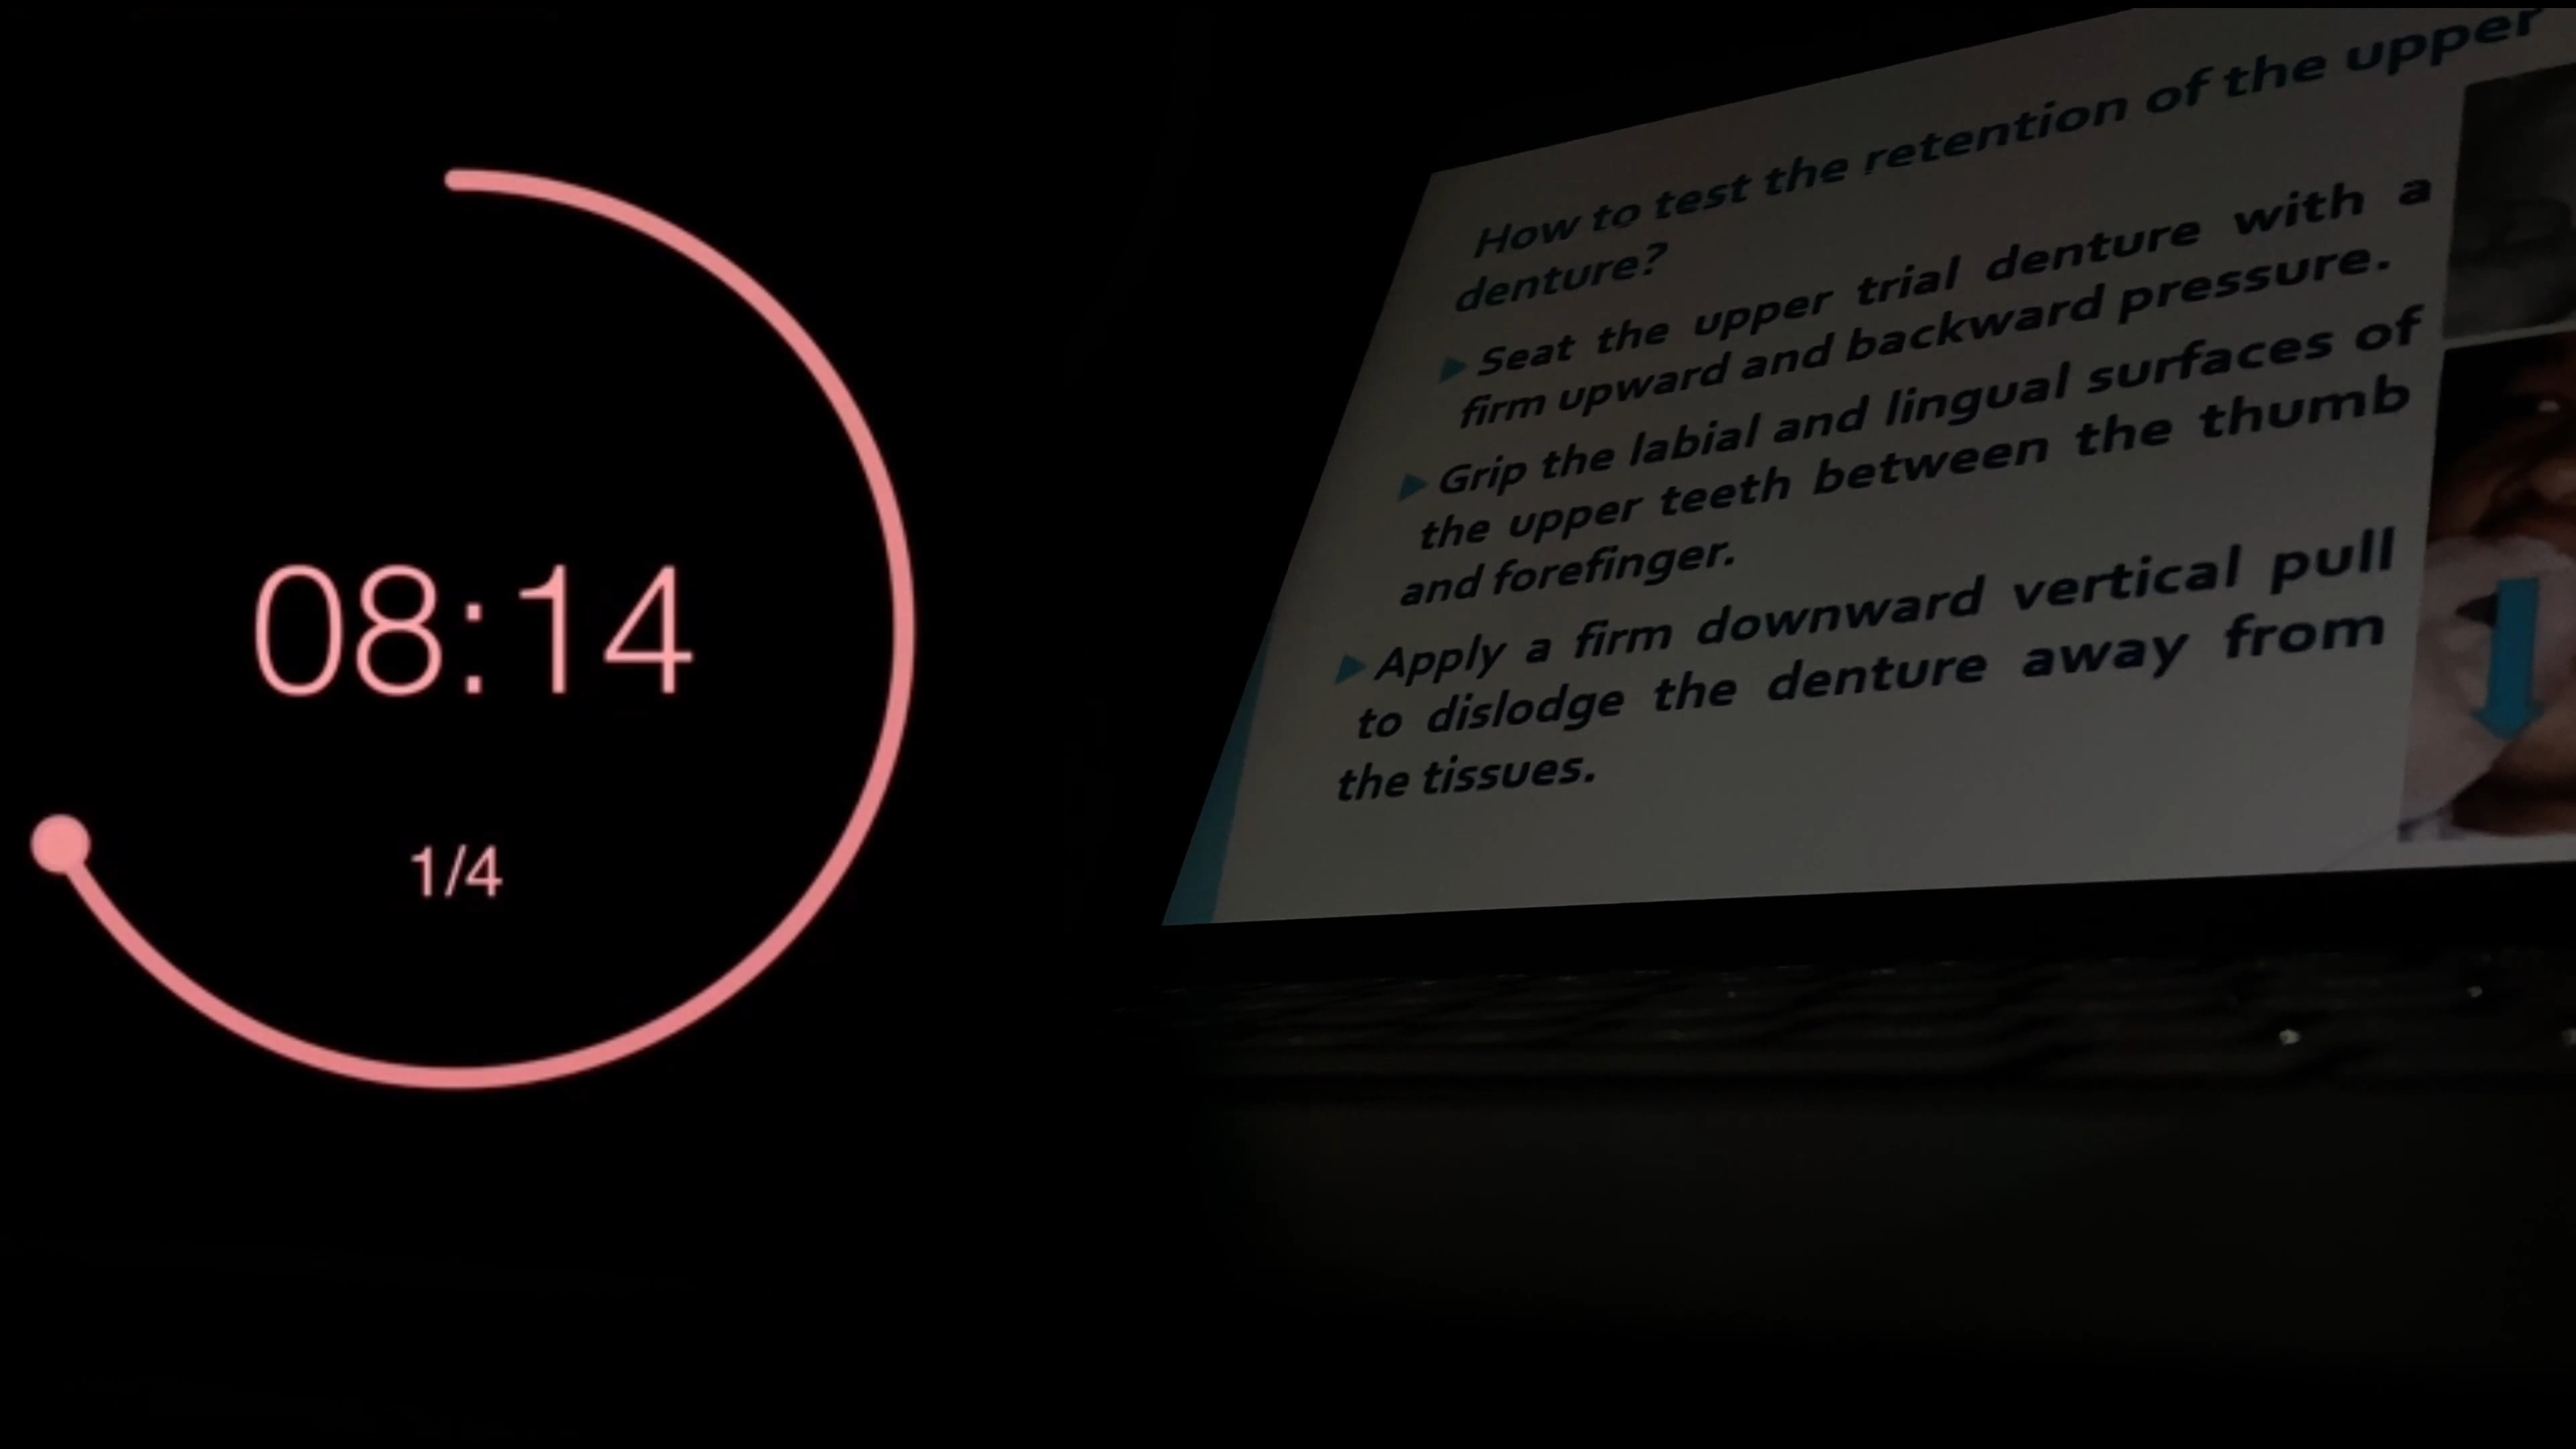 08:14
1/4
How to test the retention of the upper
denture?
Seat the upper trial denture with a
firm upward and backward pressure.
Grip the labial and lingual surfaces of
the upper teeth between the thumb
and forefinger.
Apply a firm downward vertical pull
to dislodge the denture away from
the tissues.